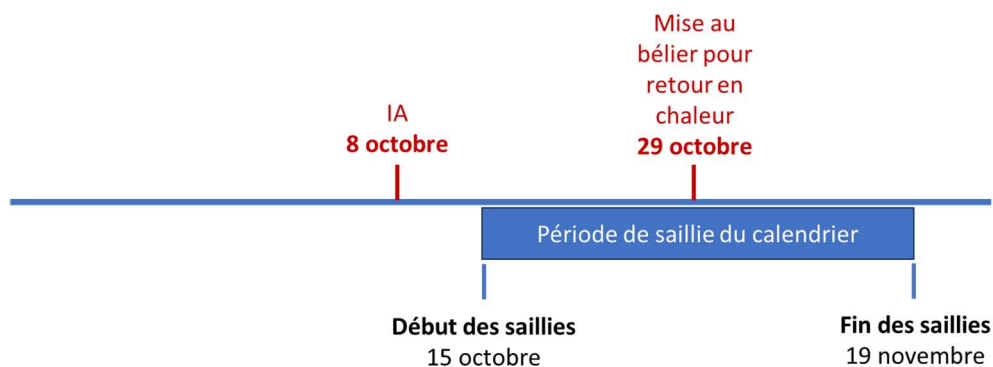 Mise au
bélier pour
retour en
chaleur
29 octobre
IA
8 octobre
Période de saillie du calendrier
Début des saillies
15 octobre
Fin des saillies
19 novembre